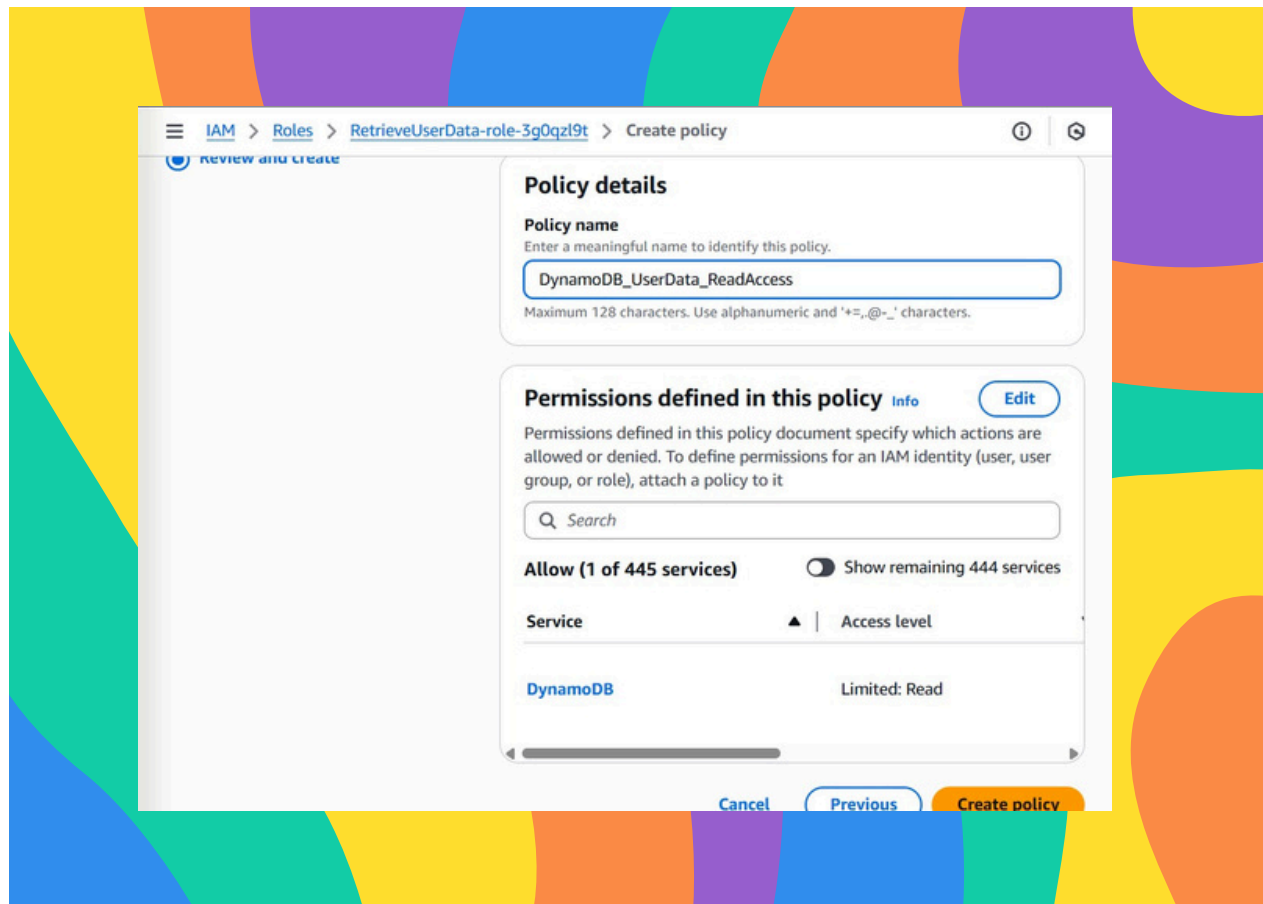 IAM > Roles > RetrieveUserData-role-3g0qzl9t > Create policy
Review and create
Policy details
Policy name
Enter a meaningful name to identify this policy.
DynamoDB_UserData_ReadAccess
Maximum 128 characters. Use alphanumeric and '+=,.@-_' characters.
Permissions defined in this policy Info
Edit
Permissions defined in this policy document specify which actions are
allowed or denied. To define permissions for an IAM identity (user, user
group, or role), attach a policy to it
Search
Allow (1 of 445 services) Show remaining 444 services
Service Access level
DynamoDB Limited: Read
Cancel Previous Create policy